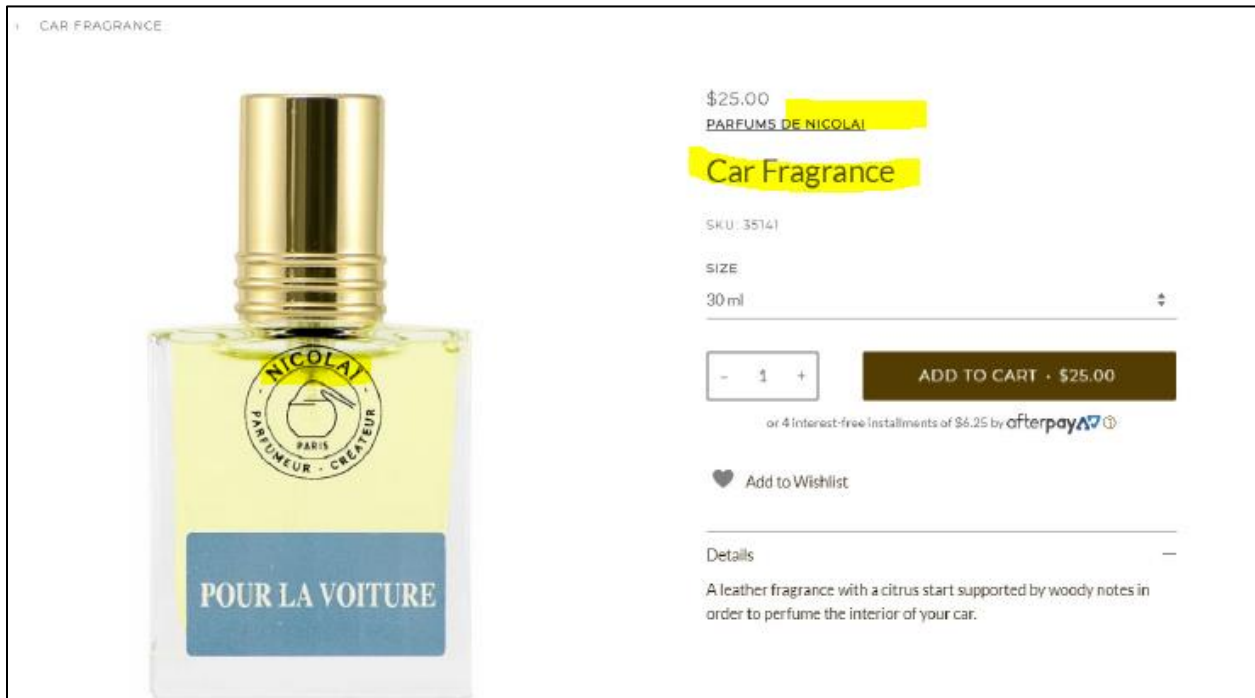 CAR FRAGRANCE
$25.00
PARFUMS DE NICOLAI
Car Fragrance
SKU: 35141
SIZE
30 ml
- 1 +
ADD TO CART • $25.00
or 4 interest-free installments of $6.25 by afterpay
Add to Wishlist
Details
A leather fragrance with a citrus start supported by woody notes in
order to perfume the interior of your car.
NICOLAÏ
PARFUMEUR - CRÉATEUR
PARIS
POUR LA VOITURE